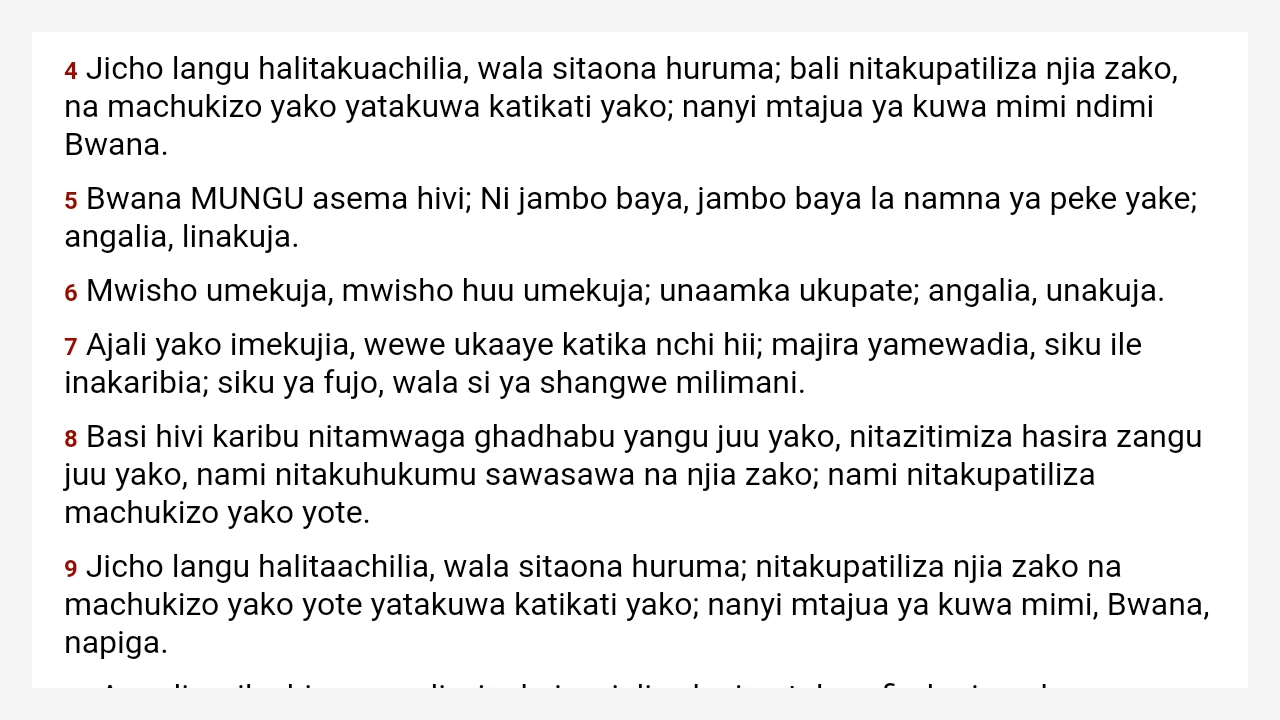 4 Jicho langu halitakuachilia, wala sitaona huruma; bali nitakupatiliza njia zako,
na machukizo yako yatakuwa katikati yako; nanyi mtajua ya kuwa mimi ndimi
Bwana.
5 Bwana MUNGU asema hivi; Ni jambo baya, jambo baya la namna ya peke yake;
angalia, linakuja.
6 Mwisho umekuja, mwisho huu umekuja; unaamka ukupate; angalia, unakuja.
7 Ajali yako imekujia, wewe ukaaye katika nchi hii; majira yamewadia, siku ile
inakaribia; siku ya fujo, wala si ya shangwe milimani.
8 Basi hivi karibu nitamwaga ghadhabu yangu juu yako, nitazitimiza hasira zangu
juu yako, nami nitakuhukumu sawasawa na njia zako; nami nitakupatiliza
machukizo yako yote.
9 Jicho langu halitaachilia, wala sitaona huruma; nitakupatiliza njia zako na
machukizo yako yote yatakuwa katikati yako; nanyi mtajua ya kuwa mimi, Bwana,
napiga.